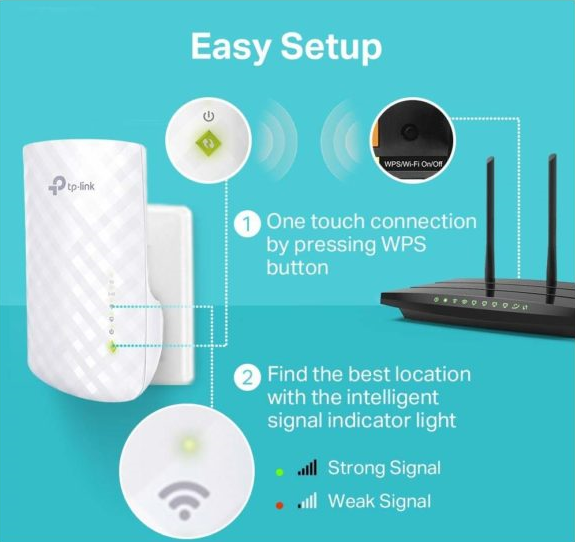 Easy Setup
WPS/Wi-Fi On/Off
tp-link
1 One touch connection
by pressing WPS
button
2 Find the best location
with the intelligent
signal indicator light
Strong Signal
Weak Signal